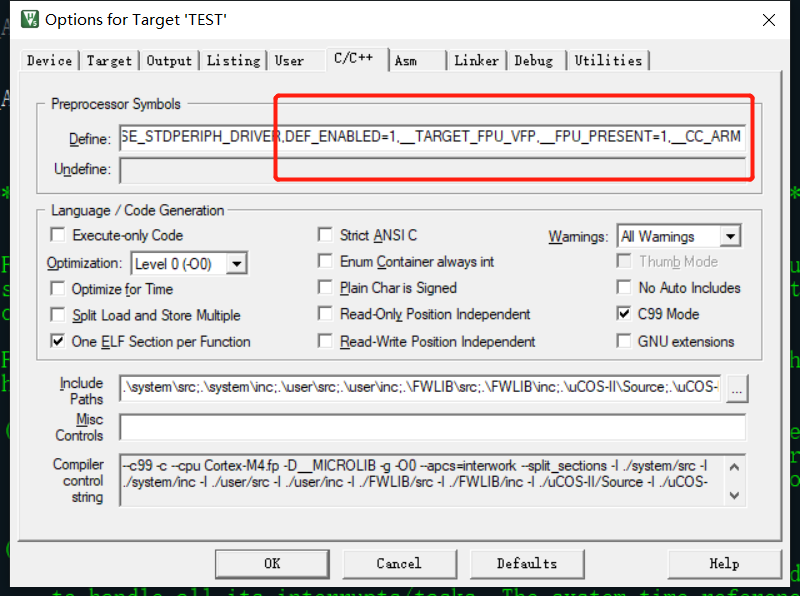 Options for Target 'TEST'
Device Target Output Listing User C/C++ Asm Linker Debug Utilities
Preprocessor Symbols
Define: SE_STDPERIPH_DRIVER,DEF_ENABLED=1,__TARGET_FPU_VFP,__FPU_PRESENT=1,__CC_ARM
Undefine:
Language / Code Generation
Execute-only Code Strict ANSI C Warnings: All Warnings
Optimization: Level 0 (-O0) Enum Container always int Thumb Mode
Optimize for Time Plain Char is Signed No Auto Includes
Split Load and Store Multiple Read-Only Position Independent C99 Mode
One ELF Section per Function Read-Write Position Independent GNU extensions
Include
Paths
.\system\src;.\system\inc;.\user\src;.\user\inc;.\FWLIB\src;.\FWLIB\inc;.\uCOS-II\Source;.\uCOS- ...
Misc
Controls
Compiler
control
string
--c99 -c --cpu Cortex-M4.fp -D__MICROLIB -g -O0 --apcs=interwork --split_sections -I ./system/src -I
./system/inc -I ./user/src -I ./user/inc -I ./FWLIB/src -I ./FWLIB/inc -I ./uCOS-II/Source -I ./uCOS-
OK Cancel Defaults Help
to handle all its interrupts/tasks. The system time reference